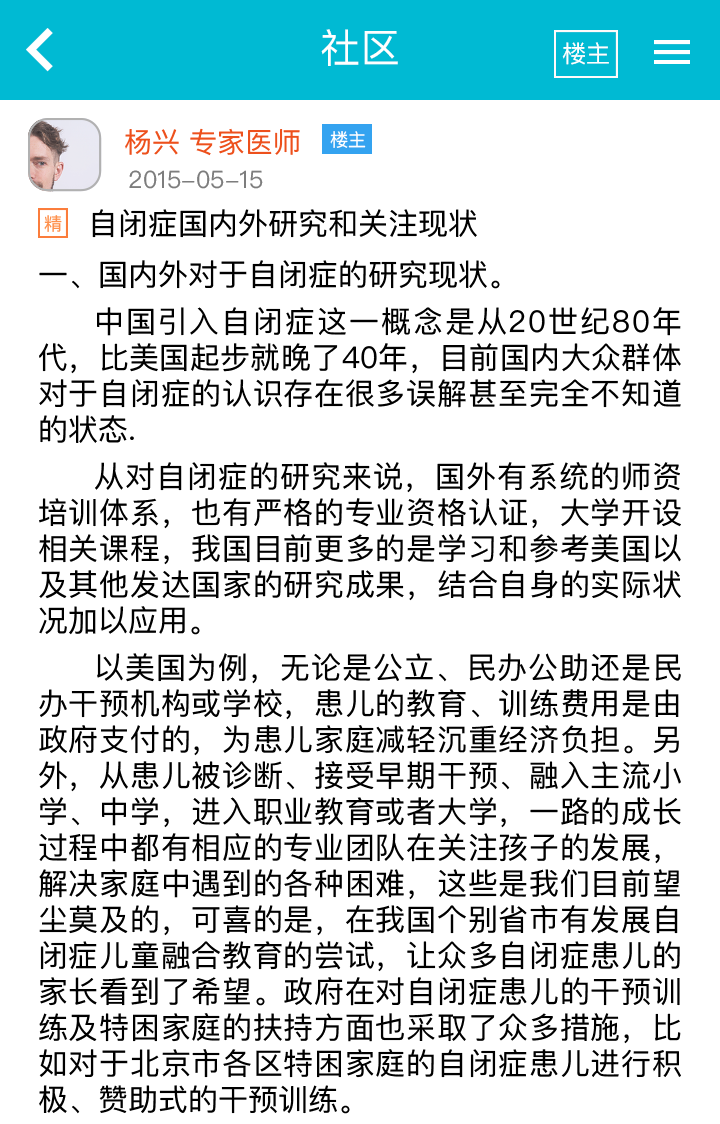 社区
楼主
杨兴 专家医师 楼主
2015-05-15
精 自闭症国内外研究和关注现状
一、国内外对于自闭症的研究现状。
中国引入自闭症这一概念是从20世纪80年
代，比美国起步就晚了40年，目前国内大众群体
对于自闭症的认识存在很多误解甚至完全不知道
的状态.
从对自闭症的研究来说，国外有系统的师资
培训体系，也有严格的专业资格认证，大学开设
相关课程，我国目前更多的是学习和参考美国以
及其他发达国家的研究成果，结合自身的实际状
况加以应用。
以美国为例，无论是公立、民办公助还是民
办干预机构或学校，患儿的教育、训练费用是由
政府支付的，为患儿家庭减轻沉重经济负担。另
外，从患儿被诊断、接受早期干预、融入主流小
学、中学，进入职业教育或者大学，一路的成长
过程中都有相应的专业团队在关注孩子的发展，
解决家庭中遇到的各种困难，这些是我们目前望
尘莫及的，可喜的是，在我国个别省市有发展自
闭症儿童融合教育的尝试，让众多自闭症患儿的
家长看到了希望。政府在对自闭症患儿的干预训
练及特困家庭的扶持方面也采取了众多措施，比
如对于北京市各区特困家庭的自闭症患儿进行积
极、赞助式的干预训练。